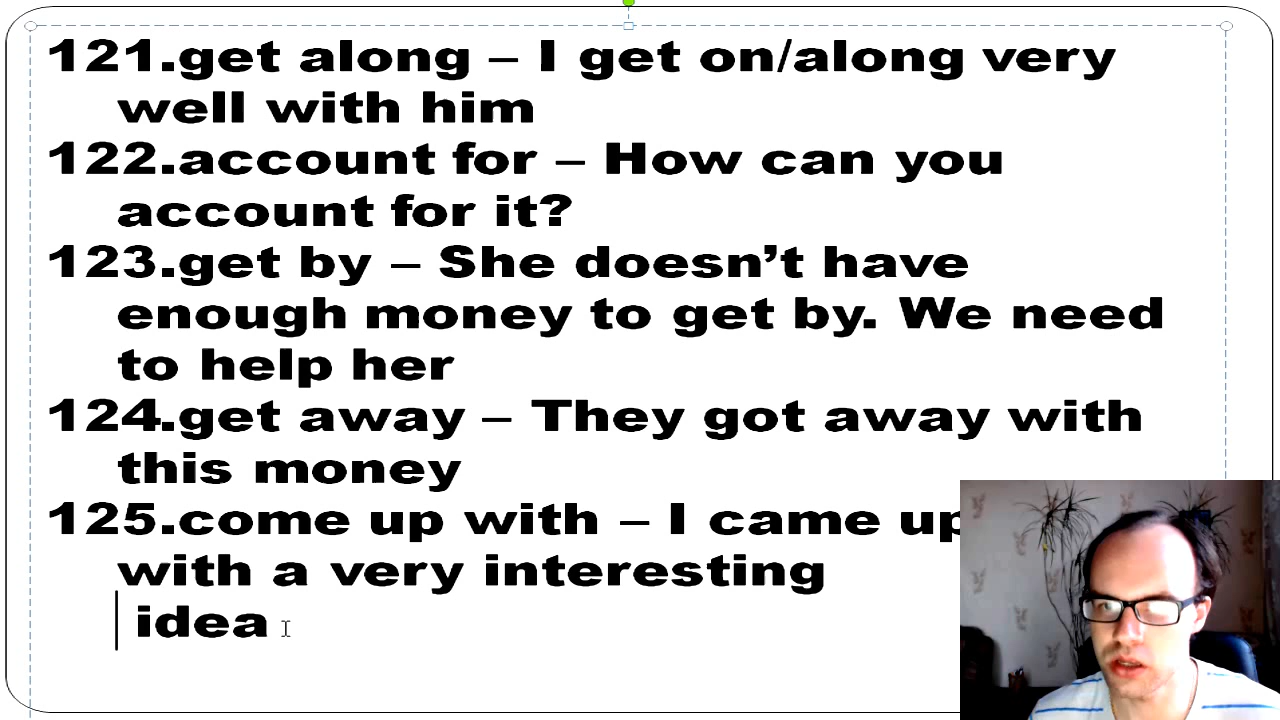 121.get along – I get on/along very
well with him
122.account for – How can you
account for it?
123.get by – She doesn’t have
enough money to get by. We need
to help her
124.get away – They got away with
this money
125.come up with – I came up
with a very interesting
idea